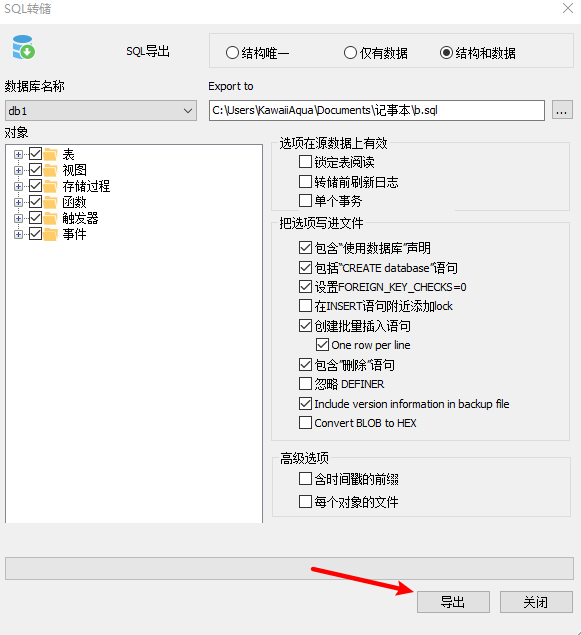 SQL转储
SQL导出
结构唯一
仅有数据
结构和数据
数据库名称
Export to
db1
C:\Users\KawaiiAqua\Documents\记事本\b.sql
...
对象
表
视图
存储过程
函数
触发器
事件
选项在源数据上有效
锁定表阅读
转储前刷新日志
单个事务
把选项写进文件
包含“使用数据库”声明
包括“CREATE database”语句
设置FOREIGN_KEY_CHECKS=0
在INSERT语句附近添加lock
创建批量插入语句
One row per line
包含“删除”语句
忽略 DEFINER
Include version information in backup file
Convert BLOB to HEX
高级选项
含时间戳的前缀
每个对象的文件
导出
关闭